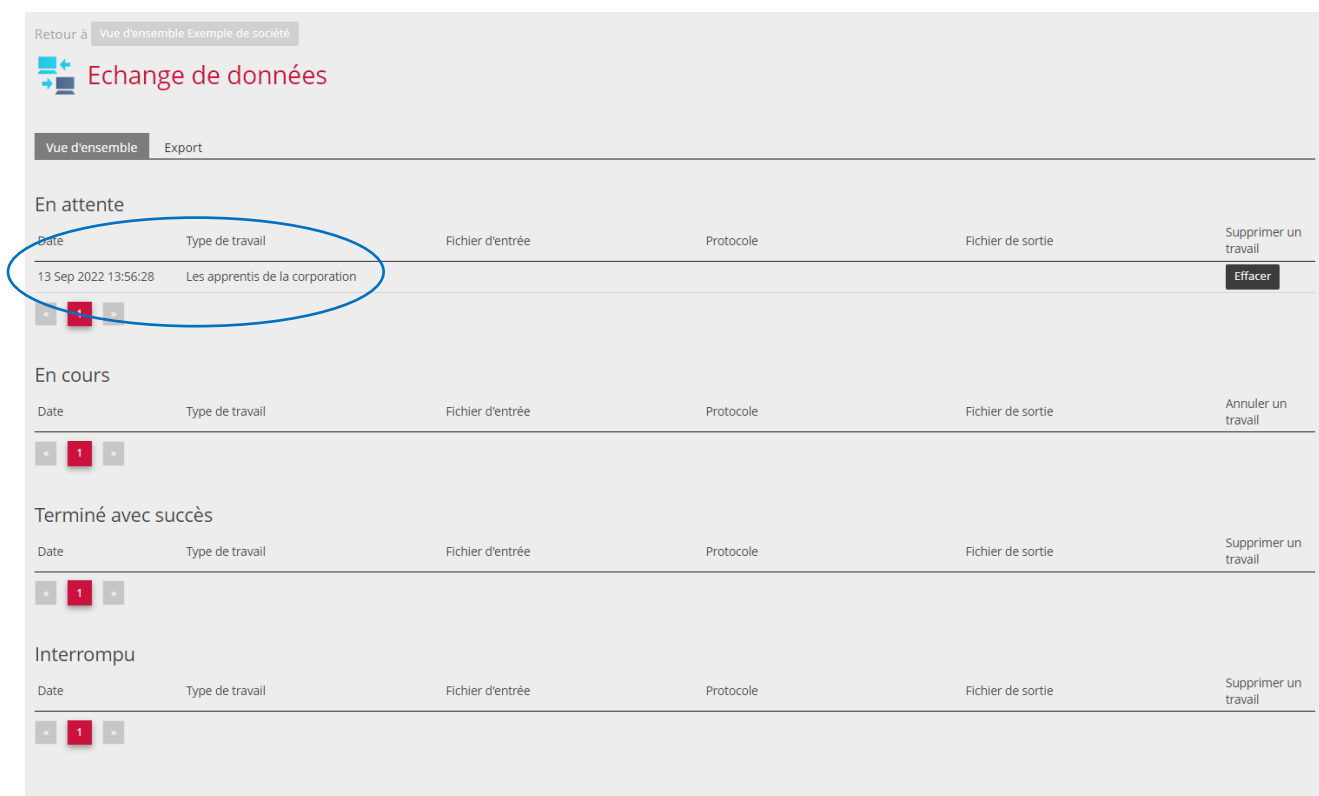 Retour à Vue d'ensemble Exemple de société
Echange de données
Vue d'ensemble Export
En attente
Date Type de travail Fichier d'entrée Protocole Fichier de sortie Supprimer un travail
13 Sep 2022 13:56:28 Les apprentis de la corporation Effacer
« 1 »
En cours
Date Type de travail Fichier d'entrée Protocole Fichier de sortie Annuler un travail
« 1 »
Terminé avec succès
Date Type de travail Fichier d'entrée Protocole Fichier de sortie Supprimer un travail
« 1 »
Interrompu
Date Type de travail Fichier d'entrée Protocole Fichier de sortie Supprimer un travail
« 1 »